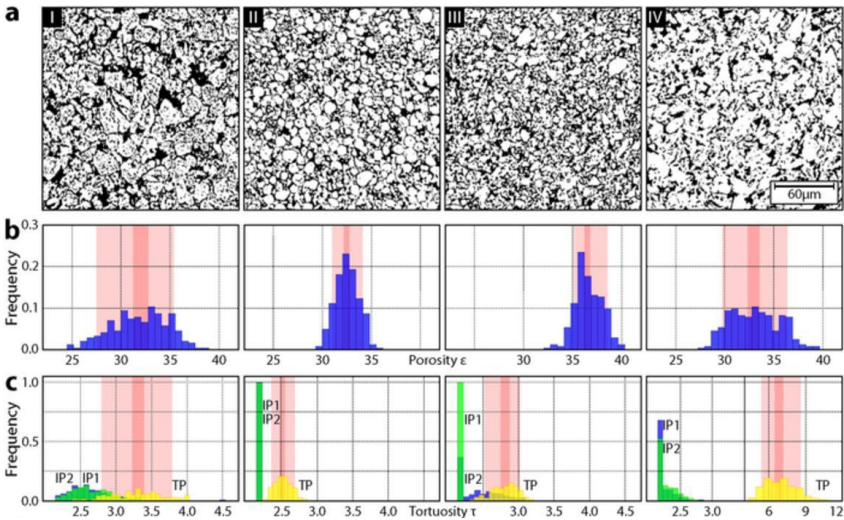 a
I II III IV
60µm
b
Frequency
0.3
0.2
0.1
0.0
25 30 35 40 30 35 30 35 40 25 30 35 40
Porosity ε
c
Frequency
1.0
0.5
0.0
IP2 IP1 TP
IP1
IP2
TP
IP1
IP2
TP
IP1
IP2
TP
2.5 3.0 3.5 4.0 4.5 2.5 3.0 3.5 4.0 3.0 3.5 4.0 4.5 2.5 3.0 6 9 12
Tortuosity τ